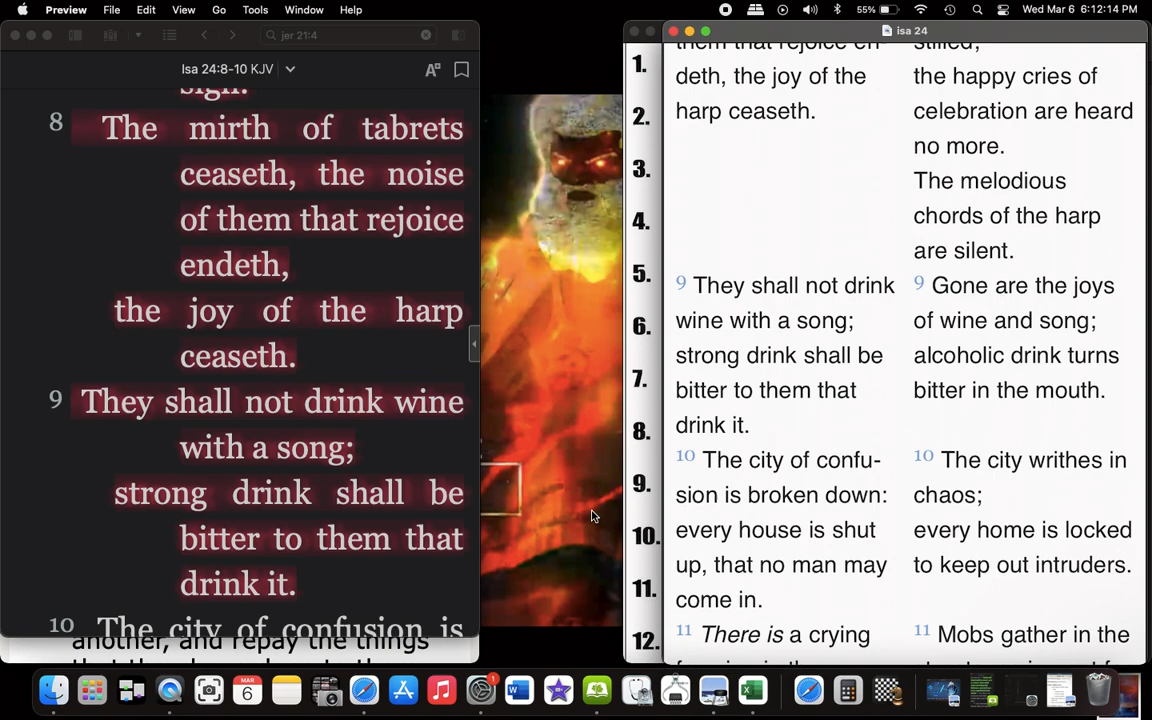 Preview File Edit View Go Tools Window Help
55% Wed Mar 6 6:12:14 PM
jer 21:4
Isa 24:8-10 KJV
sign.
8 The mirth of tabrets
ceaseth, the noise
of them that rejoice
endeth,
the joy of the harp
ceaseth.
9 They shall not drink wine
with a song;
strong drink shall be
bitter to them that
drink it.
10 The city of confusion is
another, and repay the things
1.
2.
3.
4.
5.
6.
7.
8.
9.
10.
11.
12.
isa 24
them that rejoice en-
deth, the joy of the
harp ceaseth.
9 They shall not drink
wine with a song;
strong drink shall be
bitter to them that
drink it.
10 The city of confu-
sion is broken down:
every house is shut
up, that no man may
come in.
11 There is a crying
stilled;
the happy cries of
celebration are heard
no more.
The melodious
chords of the harp
are silent.
9 Gone are the joys
of wine and song;
alcoholic drink turns
bitter in the mouth.
10 The city writhes in
chaos;
every home is locked
to keep out intruders.
11 Mobs gather in the
MAR
6
1